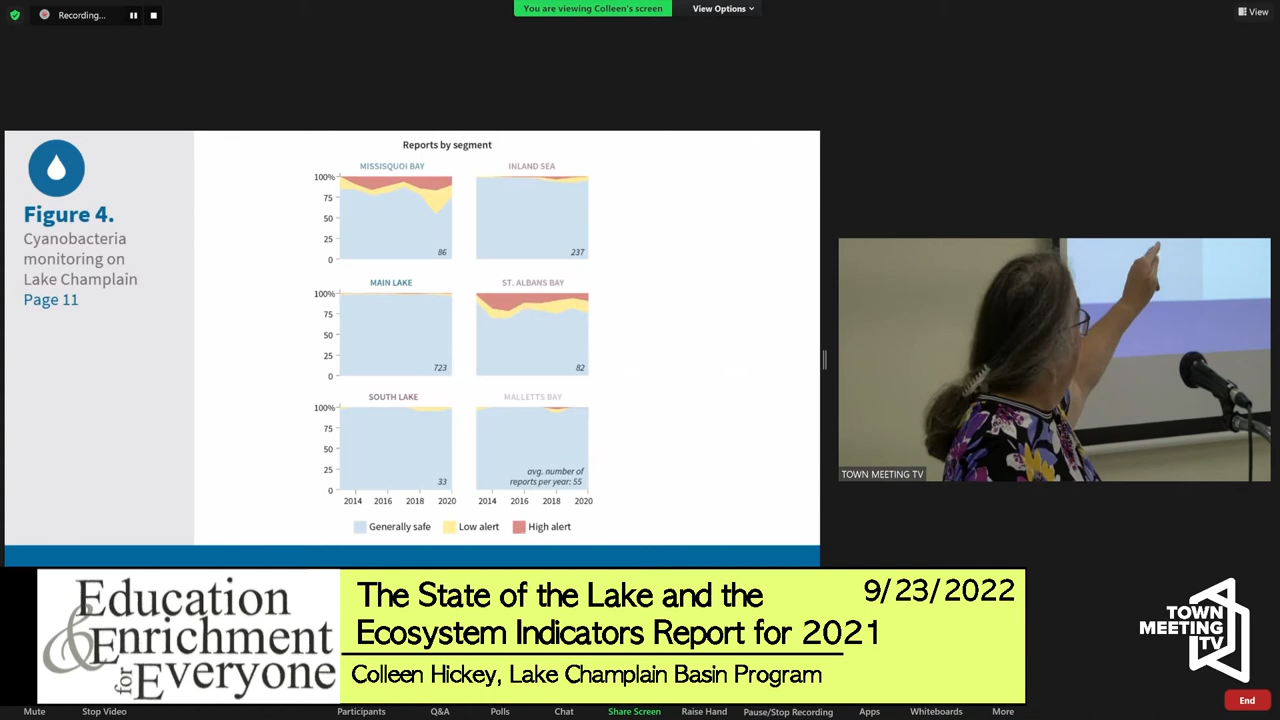 Recording...
You are viewing Colleen's screen
View Options
View
Figure 4.
Cyanobacteria
monitoring on
Lake Champlain
Page 11
Reports by segment
MISSISQUOI BAY
INLAND SEA
100%
75
50
25
0
86
237
MAIN LAKE
ST. ALBANS BAY
100%
75
50
25
0
723
82
SOUTH LAKE
MALLETTS BAY
100%
75
50
25
0
33
avg. number of
reports per year: 55
2014 2016 2018 2020
2014 2016 2018 2020
Generally safe Low alert High alert
TOWN MEETING TV
Education
& Enrichment
for Everyone
The State of the Lake and the
Ecosystem Indicators Report for 2021
9/23/2022
Colleen Hickey, Lake Champlain Basin Program
TOWN
MEETING
TV
End
Mute Stop Video Participants Q&A Polls Chat Share Screen Raise Hand Pause/Stop Recording Apps Whiteboards More